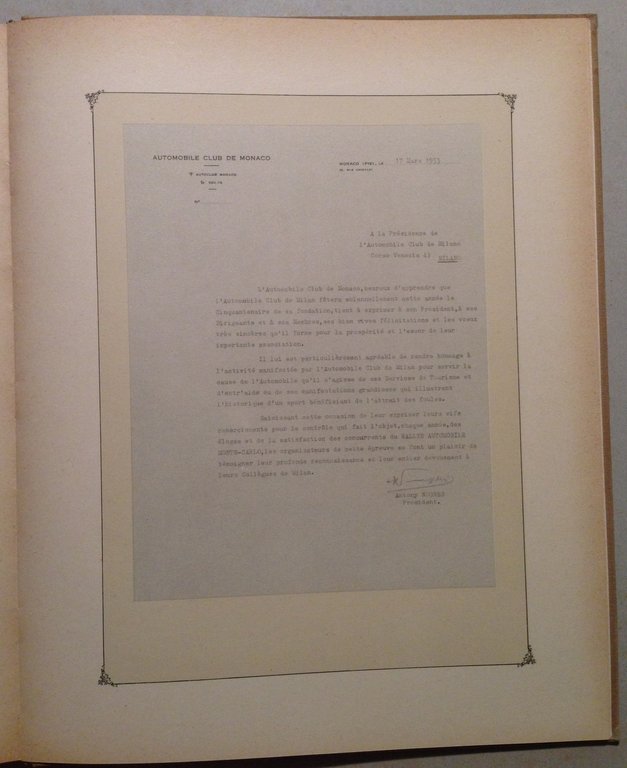 AUTOMOBILE CLUB DE MONACO
MONACO (PTE), LE 17 Mars 1953
AUTOCLUB MONACO
N°
A la Présidence de
l'Automobile Club de Milano
Corso Venezia 43
MILANO
L'Automobile Club de Monaco,heureux d'apprendre que
l'Automobile Club de Milan fêtera solennellement cette année le
Cinquantenaire de sa fondation,tient à exprimer à son Président,à ses
Dirigeants et à ses Membres,ses bien vives félicitations et les voeux
très sincères qu'il forme pour la prospérité et l'essor de leur
importante association.
Il lui est particulièrement agréable de rendre hommage à
l'activité manifestée par l'Automobile Club de Milan pour servir la
cause de l'Automobile qu'il s'agisse de ses Services de Tourisme et
d'entr'aide ou de ses manifestations grandioses qui illustrent
l'historique d'un sport bénéficiant de l'attrait des foules.
Saisissant cette occasion de leur exprimer leurs vifs
remerciements pour le contrôle qui fait l'objet,chaque année,des
éloges et de la satisfaction des concurrents du RALLYE AUTOMOBILE
MONTE-CARLO,les organisateurs de cette épreuve se font un plaisir de
témoigner leur profonde reconnaissance et leur entier dévouement à
leurs Collègues de Milan.
Antony NOGHES
Président.